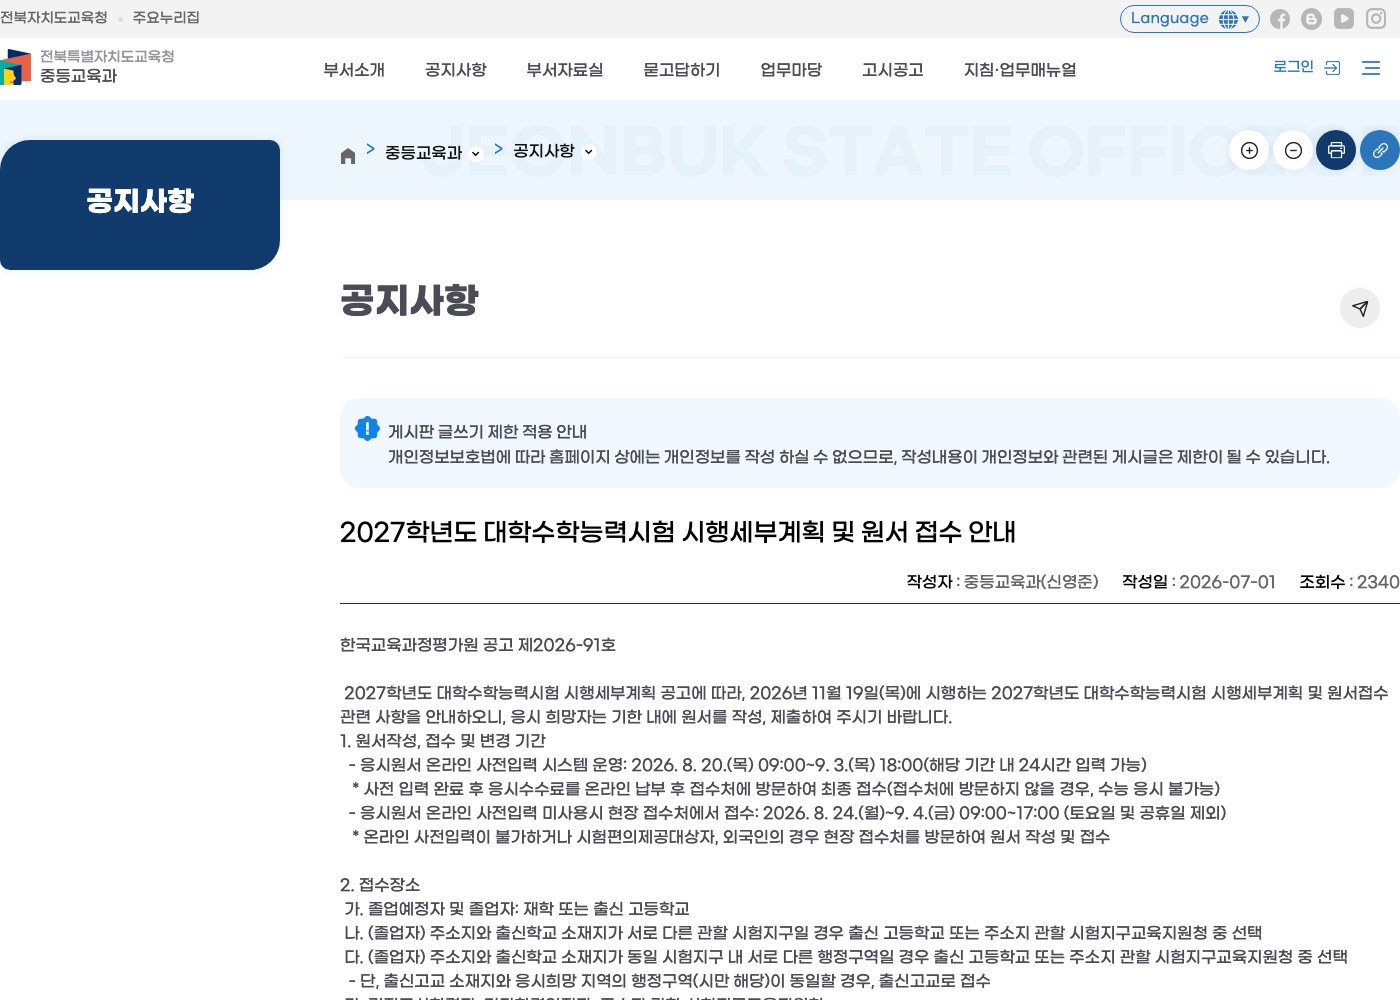 전북자치도교육청 주요누리집 Language
전북특별자치도교육청
중등교육과
부서소개 공지사항 부서자료실 묻고답하기 업무마당 고시공고 지침·업무매뉴얼 로그인
JEONBUK STATE OFFIC
> 중등교육과 > 공지사항
공지사항
공지사항
게시판 글쓰기 제한 적용 안내
개인정보보호법에 따라 홈페이지 상에는 개인정보를 작성 하실 수 없으므로, 작성내용이 개인정보와 관련된 게시글은 제한이 될 수 있습니다.
2027학년도 대학수학능력시험 시행세부계획 및 원서 접수 안내
작성자 : 중등교육과(신영준) 작성일 : 2026-07-01 조회수 : 2340
한국교육과정평가원 공고 제2026-91호
2027학년도 대학수학능력시험 시행세부계획 공고에 따라, 2026년 11월 19일(목)에 시행하는 2027학년도 대학수학능력시험 시행세부계획 및 원서접수
관련 사항을 안내하오니, 응시 희망자는 기한 내에 원서를 작성, 제출하여 주시기 바랍니다.
1. 원서작성, 접수 및 변경 기간
- 응시원서 온라인 사전입력 시스템 운영: 2026. 8. 20.(목) 09:00~9. 3.(목) 18:00(해당 기간 내 24시간 입력 가능)
* 사전 입력 완료 후 응시수수료를 온라인 납부 후 접수처에 방문하여 최종 접수(접수처에 방문하지 않을 경우, 수능 응시 불가능)
- 응시원서 온라인 사전입력 미사용시 현장 접수처에서 접수: 2026. 8. 24.(월)~9. 4.(금) 09:00~17:00 (토요일 및 공휴일 제외)
* 온라인 사전입력이 불가하거나 시험편의제공대상자, 외국인의 경우 현장 접수처를 방문하여 원서 작성 및 접수
2. 접수장소
가. 졸업예정자 및 졸업자: 재학 또는 출신 고등학교
나. (졸업자) 주소지와 출신학교 소재지가 서로 다른 관할 시험지구일 경우 출신 고등학교 또는 주소지 관할 시험지구교육지원청 중 선택
다. (졸업자) 주소지와 출신학교 소재지가 동일 시험지구 내 서로 다른 행정구역일 경우 출신 고등학교 또는 주소지 관할 시험지구교육지원청 중 선택
- 단, 출신고교 소재지와 응시희망 지역의 행정구역(시만 해당)이 동일할 경우, 출신고교로 접수